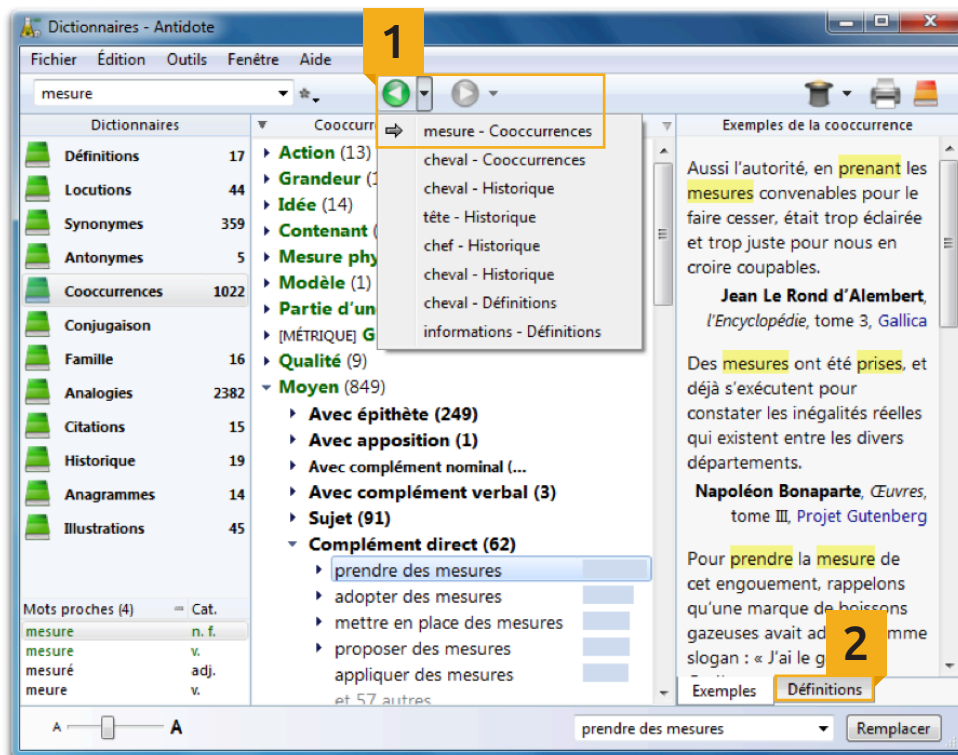 Dictionnaires - Antidote
1
Fichier Édition Outils Fenêtre Aide
mesure
Dictionnaires
Définitions 17
Locutions 44
Synonymes 359
Antonymes 5
Cooccurrences 1022
Conjugaison
Famille 16
Analogies 2382
Citations 15
Historique 19
Anagrammes 14
Illustrations 45
Mots proches (4) Cat.
mesure n. f.
mesure v.
mesuré adj.
meure v.
A A
Action (13)
Grandeur
Idée (14)
Contenant
Modèle (1)
[MÉTRIQUE]
Qualité (9)
Moyen (849)
Avec épithète (249)
Avec apposition (1)
Avec complément nominal (...
Avec complément verbal (3)
Sujet (91)
Complément direct (62)
prendre des mesures
adopter des mesures
mettre en place des mesures
proposer des mesures
appliquer des mesures
et 57 autres
mesure - Cooccurrences
cheval - Cooccurrences
cheval - Historique
tête - Historique
chef - Historique
cheval - Historique
cheval - Définitions
informations - Définitions
Exemples de la cooccurrence
Aussi l'autorité, en prenant les
mesures convenables pour le
faire cesser, était trop éclairée
et trop juste pour nous en
croire coupables.
Jean Le Rond d'Alembert,
l'Encyclopédie, tome 3, Gallica
Des mesures ont été prises, et
déjà s'exécutent pour
constater les inégalités réelles
qui existent entre les divers
départements.
Napoléon Bonaparte, Œuvres,
tome III, Projet Gutenberg
Pour prendre la mesure de
cet engouement, rappelons
qu'une marque de boissons
gazeuses avait
slogan : « J'ai le
2
Exemples Définitions
prendre des mesures Remplacer